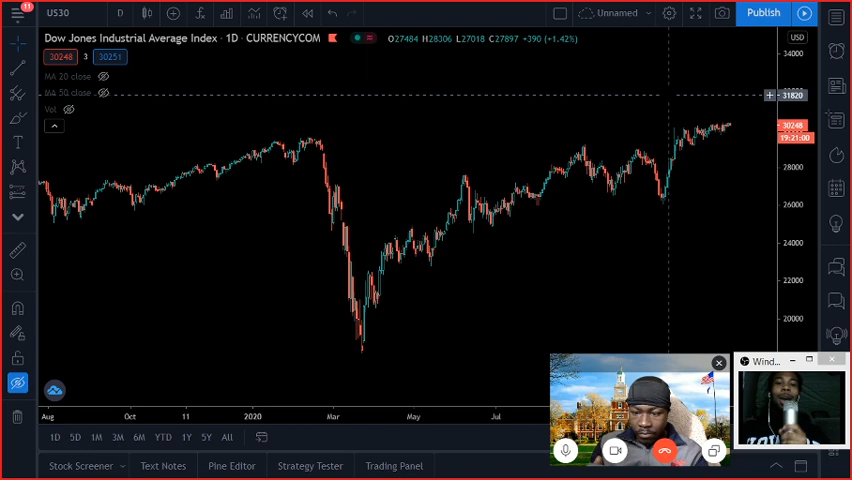 11
US30
D
Unnamed
Publish
Dow Jones Industrial Average Index · 1D · CURRENCYCOM
O27484 H28306 L27018 C27897 +390 (+1.42%)
USD
30248 3 30251
34000
MA 20 close
MA 50 close
31820
Vol
30248
19:21:00
28000
26000
24000
22000
20000
Aug Oct 11 2020 Mar May Jul
1D 5D 1M 3M 6M YTD 1Y 5Y All
Stock Screener Text Notes Pine Editor Strategy Tester Trading Panel
Wind...